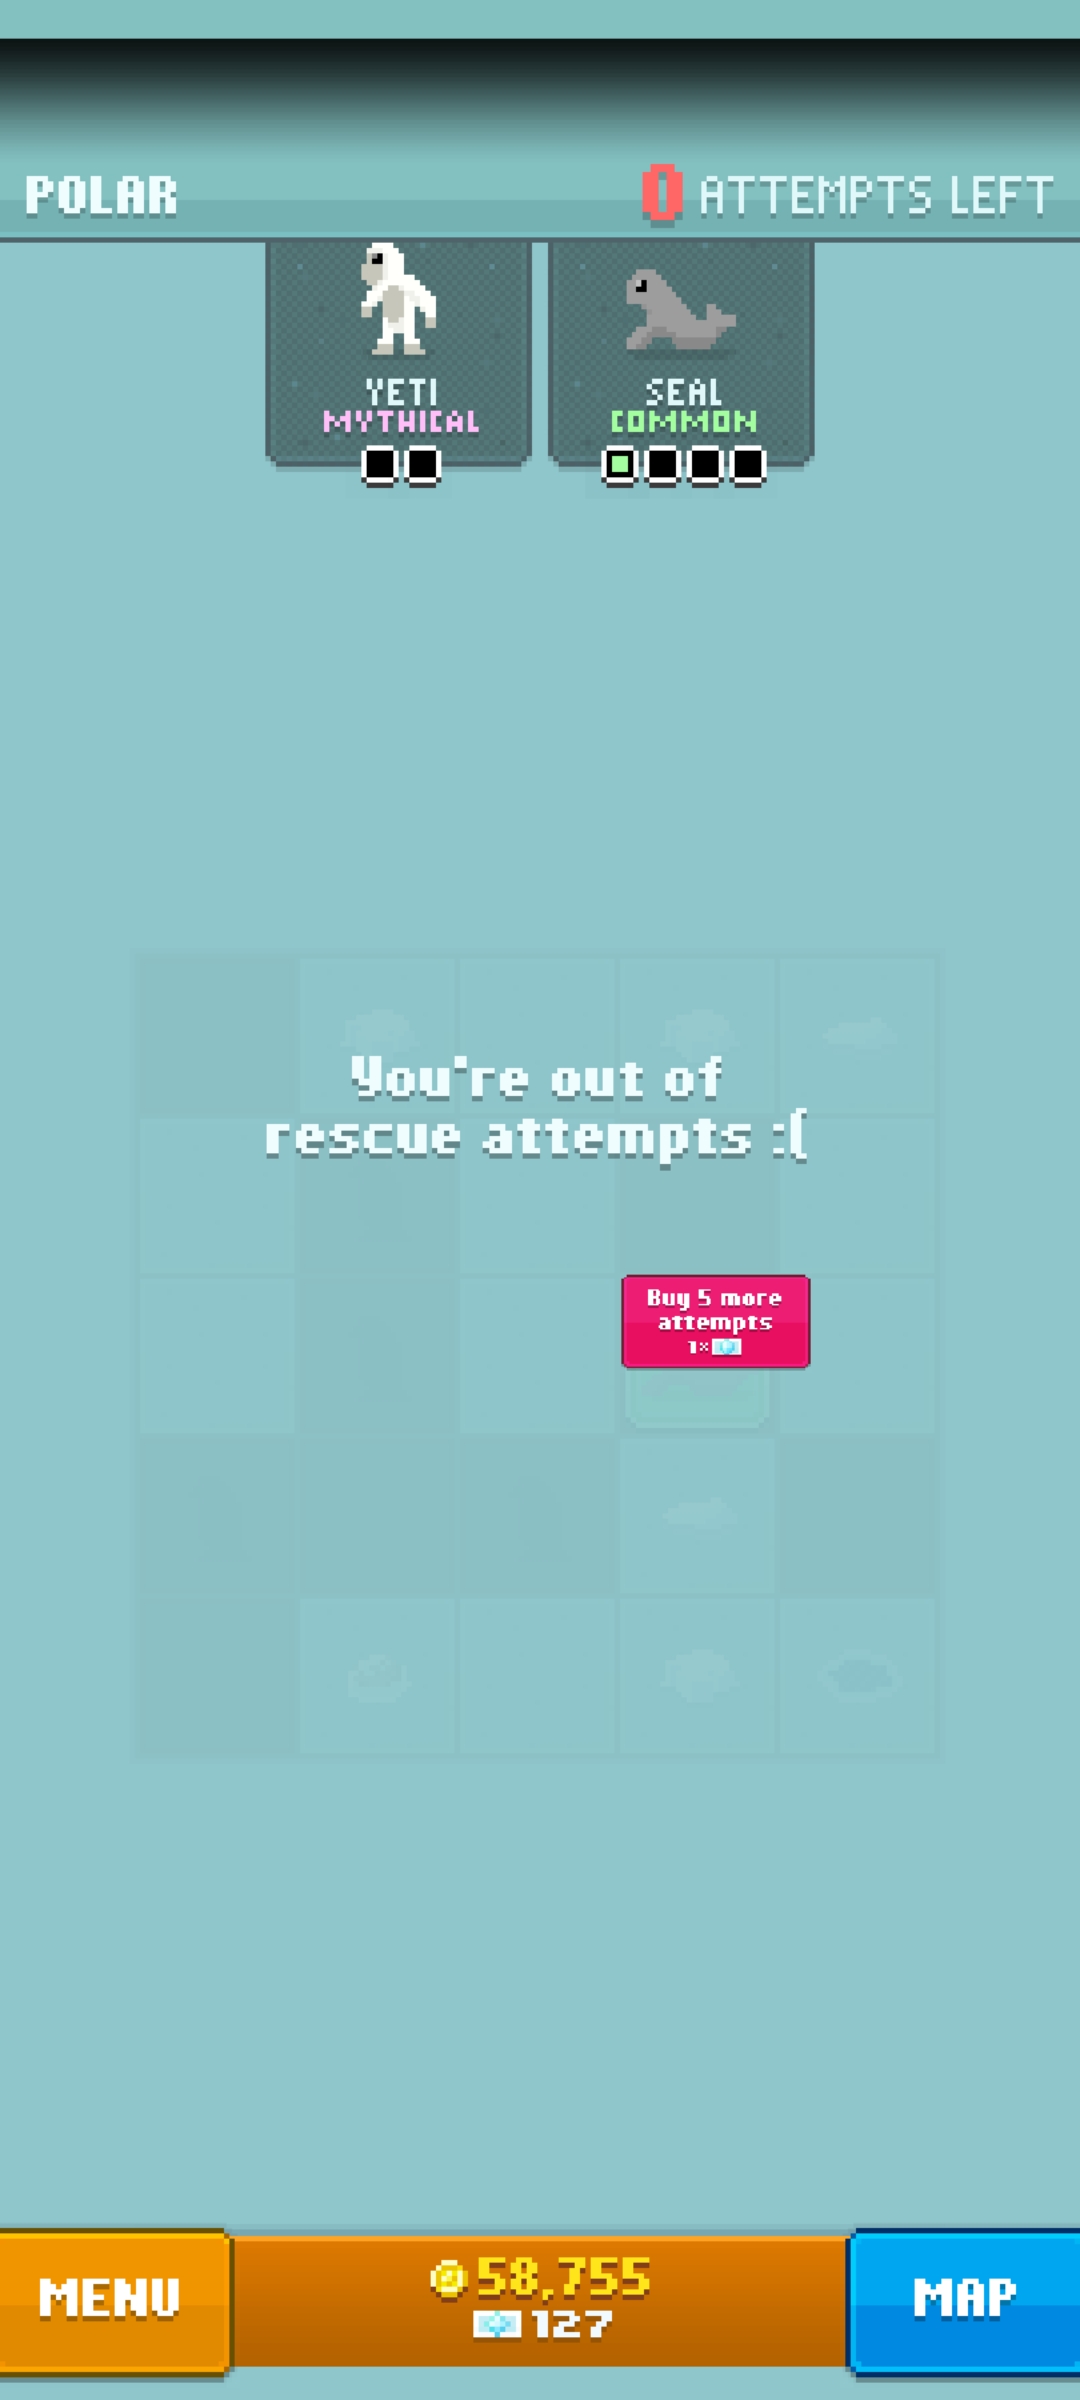 POLAR
0 ATTEMPTS LEFT
YETI
MYTHICAL
SEAL
COMMON
You're out of
rescue attempts :(
Buy 5 more
attempts
1×
MENU
58,755
127
MAP